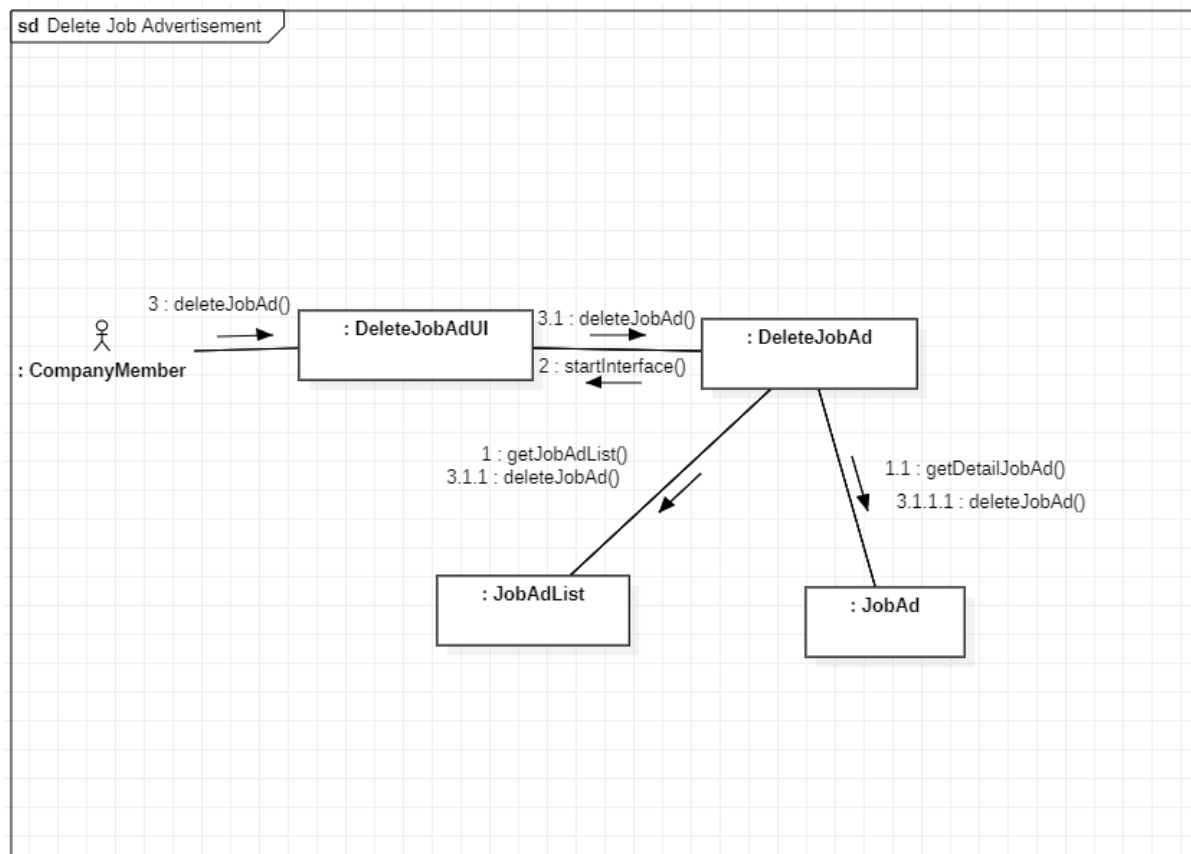 sd Delete Job Advertisement
3 : deleteJobAd()
: CompanyMember
: DeleteJobAdUI
3.1 : deleteJobAd()
2 : startInterface()
: DeleteJobAd
1 : getJobAdList()
3.1.1 : deleteJobAd()
1.1 : getDetailJobAd()
3.1.1.1 : deleteJobAd()
: JobAdList
: JobAd